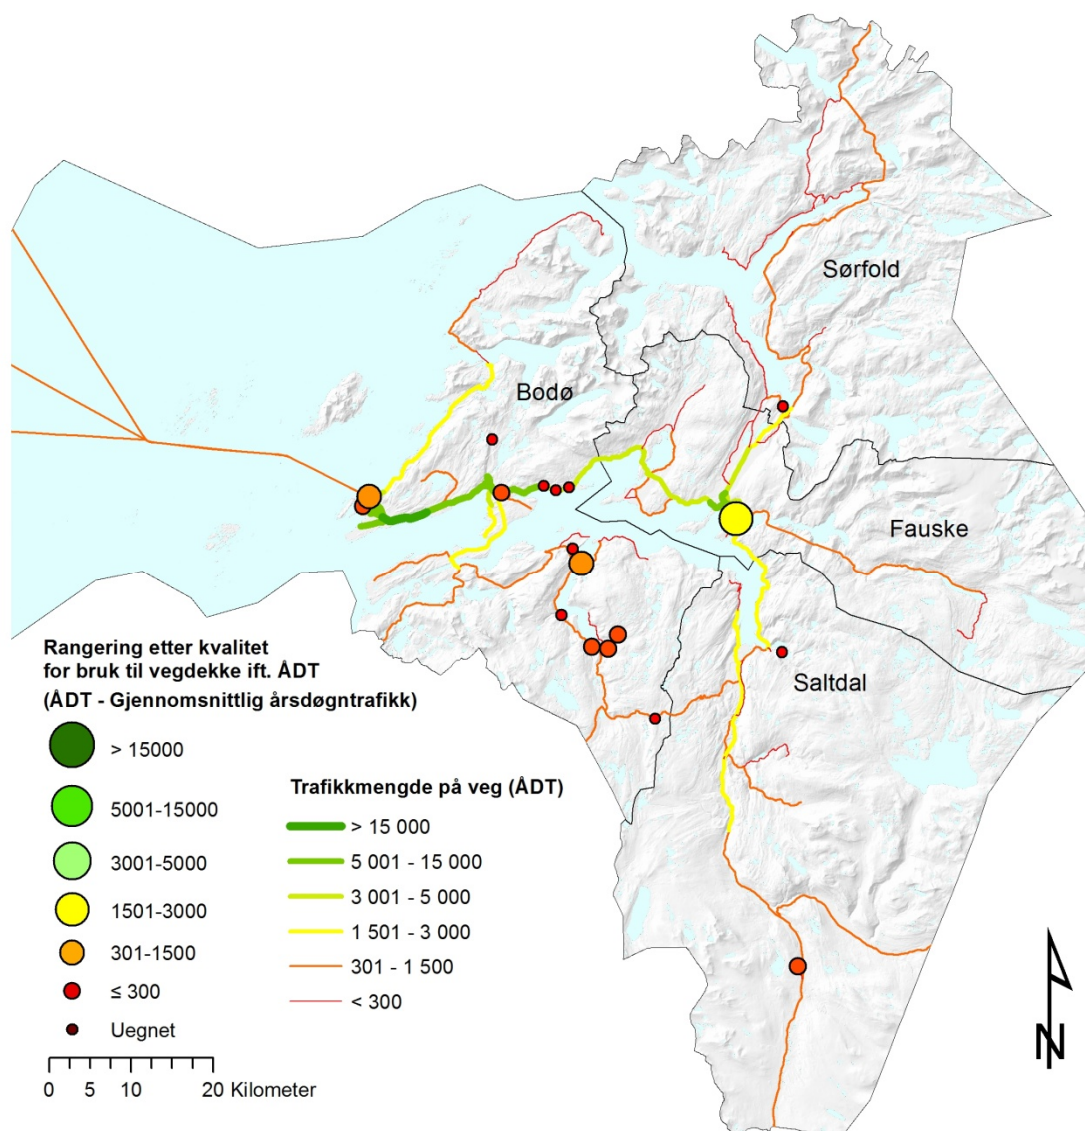 Sørfold
Bodø
Fauske
Saltdal
Rangering etter kvalitet
for bruk til vegdekke ift. ÅDT
(ÅDT - Gjennomsnittlig årsdøgntrafikk)
> 15000
5001-15000
3001-5000
1501-3000
301-1500
≤ 300
Uegnet
0 5 10 20 Kilometer
Trafikkmengde på veg (ÅDT)
> 15 000
5 001 - 15 000
3 001 - 5 000
1 501 - 3 000
301 - 1 500
< 300
N